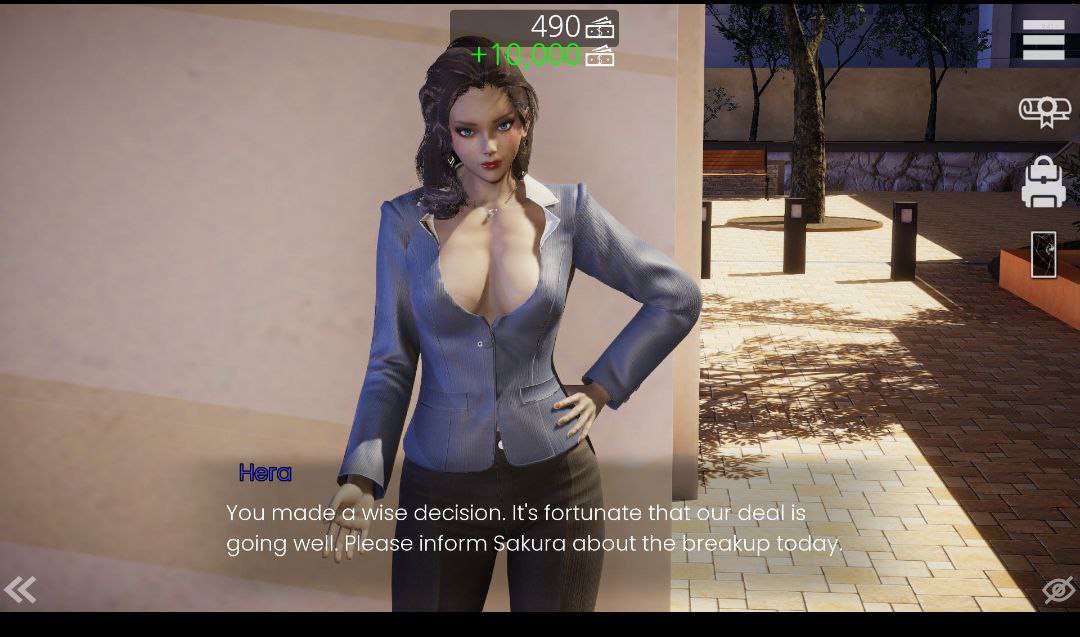 490
+10,000
Hera
You made a wise decision. It's fortunate that our deal is
going well. Please inform Sakura about the breakup today.